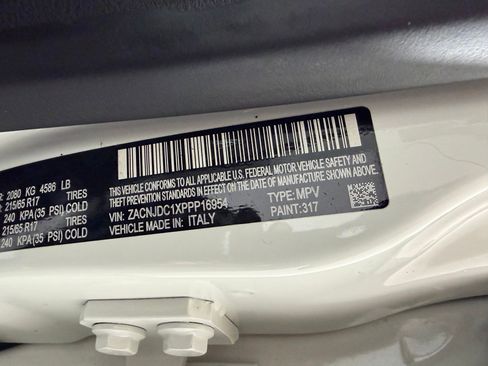 R: 2080 KG 4586 LB
215/65 R17 TIRES
240 KPA(35 PSI) COLD
215/65 R17 TIRES
240 KPA(35 PSI) COLD
THIS VEHICLE CONFORMS TO ALL APPLICABLE U.S. FEDERAL MOTOR VEHICLE SAFETY AND
THEFT PREVENTION STANDARDS IN EFFECT ON THE DATE OF MANUFACTURE SHOWN ABOVE.
VIN: ZACNJDC1XPPP16954 TYPE: MPV
VEHICLE MADE IN: ITALY PAINT: 317